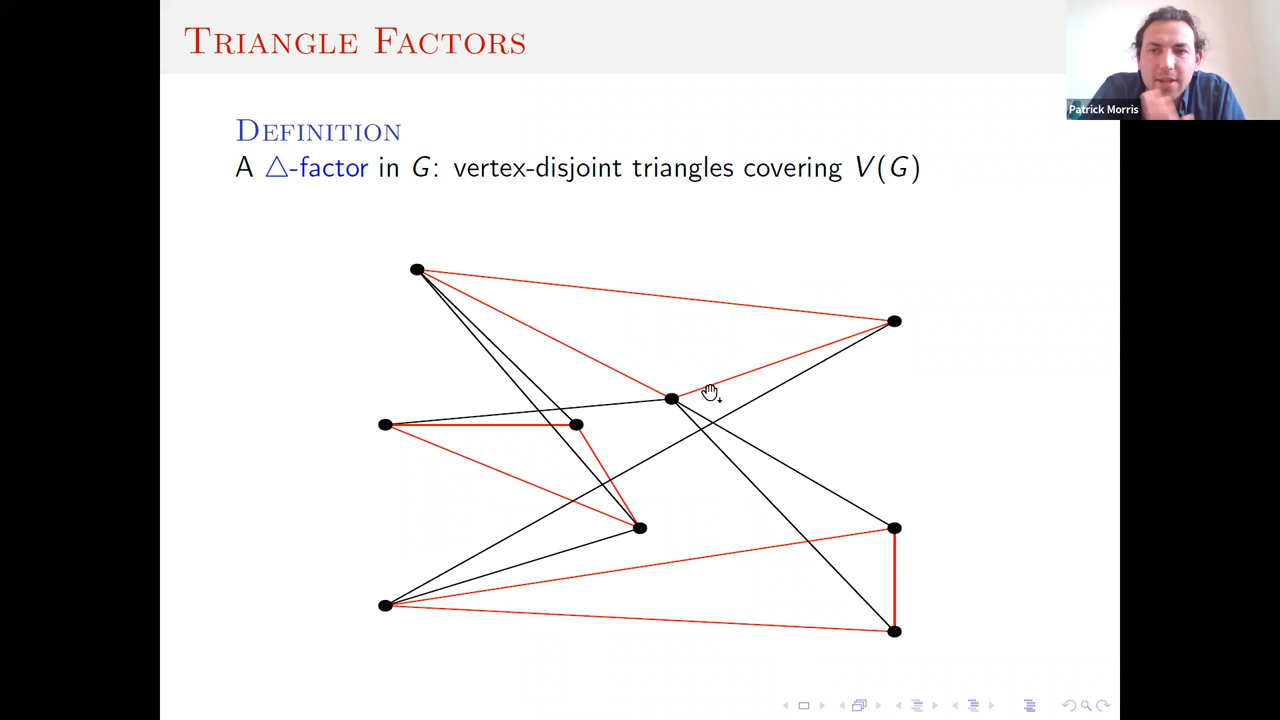 Triangle Factors
Patrick Morris
Definition
A △-factor in G: vertex-disjoint triangles covering V(G)